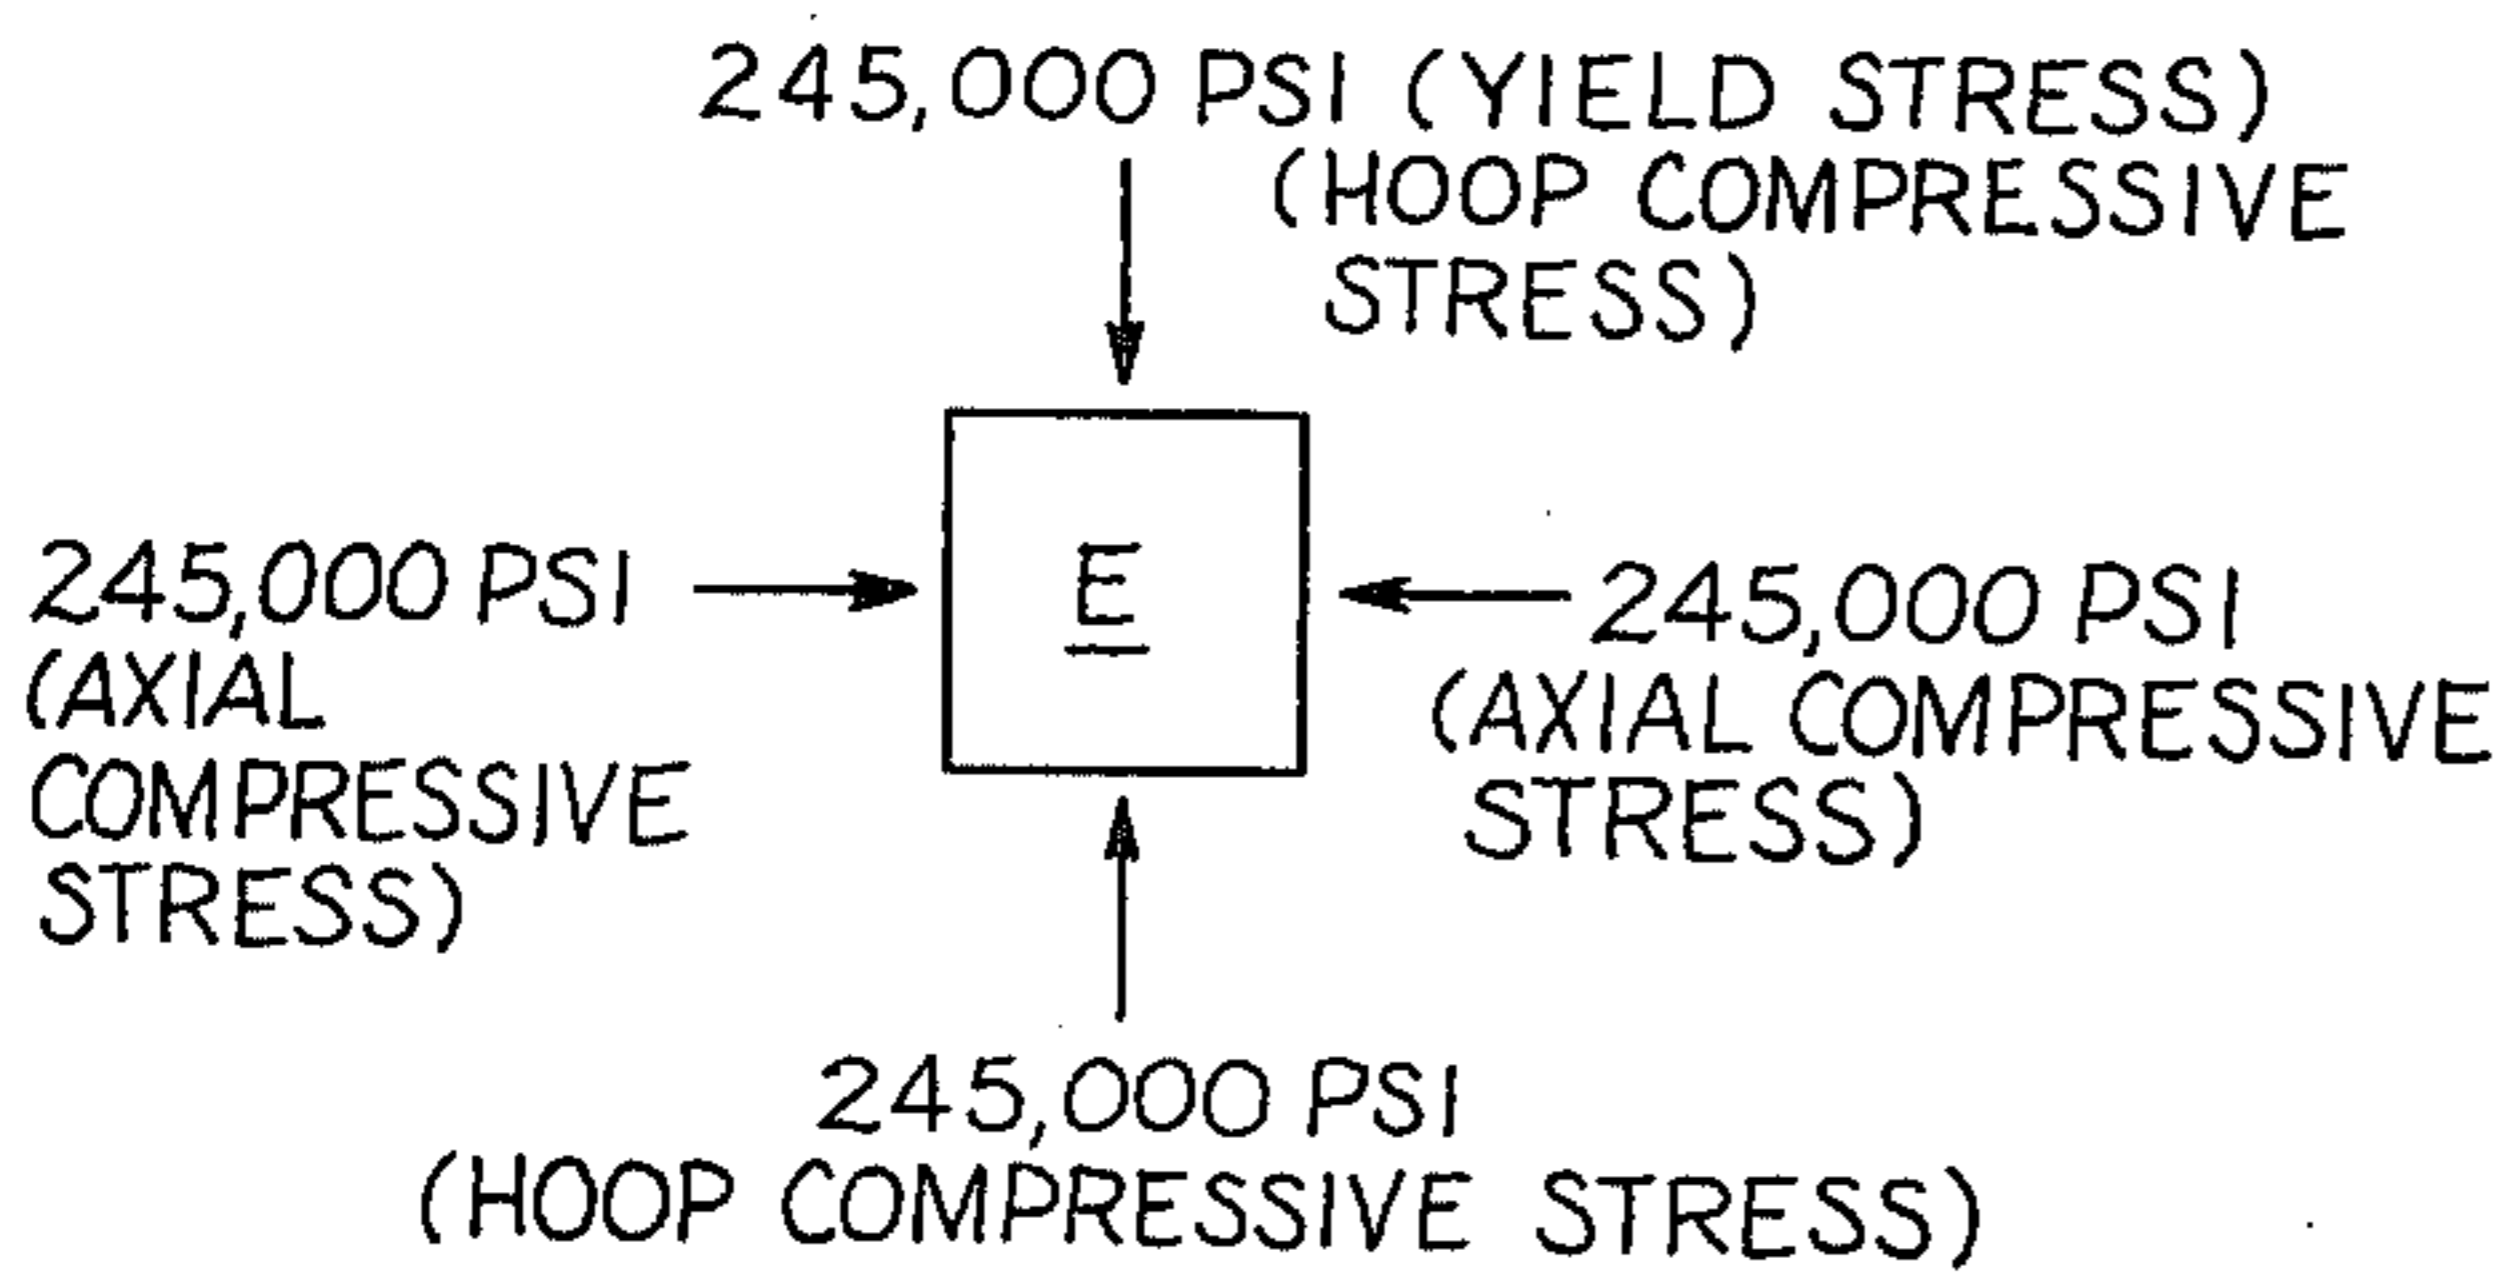 245,000 PSI (YIELD STRESS)
(HOOP COMPRESSIVE
STRESS)
245,000 PSI
(AXIAL
COMPRESSIVE
STRESS)
E
245,000 PSI
(AXIAL COMPRESSIVE
STRESS)
245,000 PSI
(HOOP COMPRESSIVE STRESS)